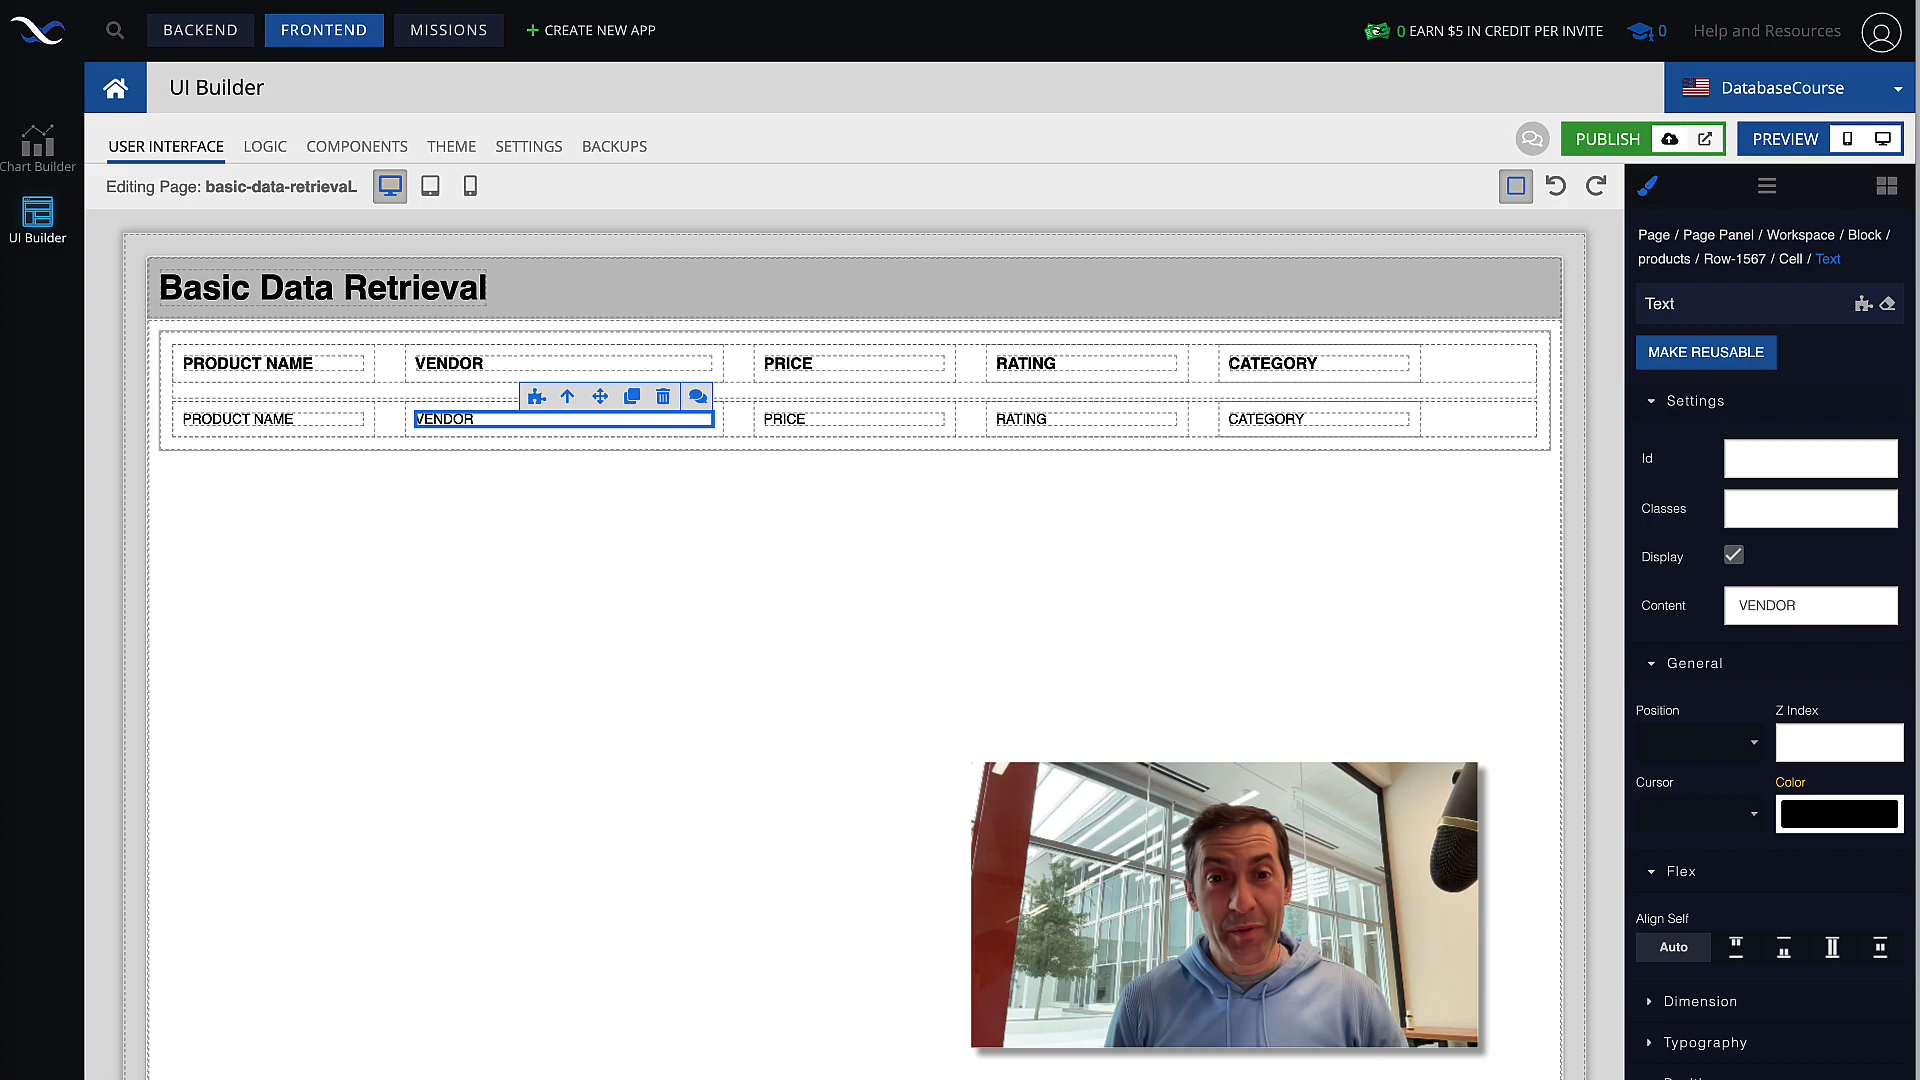 BACKEND
FRONTEND
MISSIONS
CREATE NEW APP
0 EARN $5 IN CREDIT PER INVITE
0
Help and Resources
UI Builder
DatabaseCourse
USER INTERFACE
LOGIC
COMPONENTS
THEME
SETTINGS
BACKUPS
PUBLISH
PREVIEW
Chart Builder
UI Builder
Editing Page: basic-data-retrievaL
Page / Page Panel / Workspace / Block /
products / Row-1567 / Cell / Text
Basic Data Retrieval
Text
MAKE REUSABLE
PRODUCT NAME VENDOR PRICE RATING CATEGORY
PRODUCT NAME VENDOR PRICE RATING CATEGORY
Settings
Id
Classes
Display
Content VENDOR
General
Position Z Index
Cursor Color
Flex
Align Self
Auto
Dimension
Typography